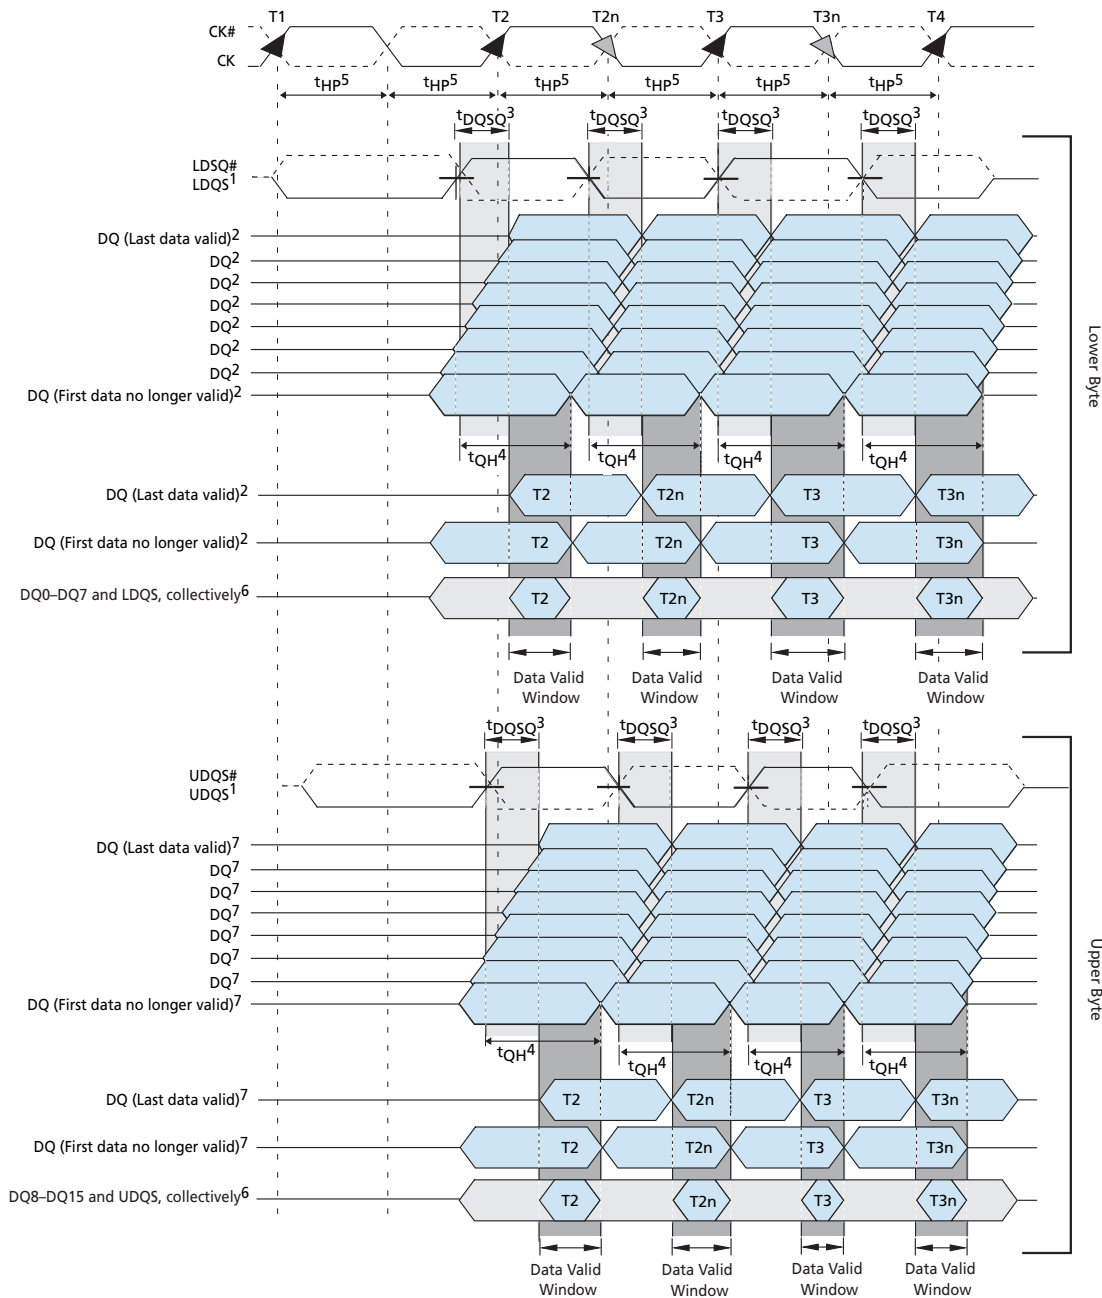 T1 T2 T2n T3 T3n T4
CK#
CK
tHP5 tHP5 tHP5 tHP5 tHP5 tHP5
tDQSQ3 tDQSQ3 tDQSQ3 tDQSQ3
LDSQ#
LDQS1
DQ (Last data valid)2
DQ2
DQ2
DQ2
DQ2
DQ2
DQ2
DQ (First data no longer valid)2
tQH4 tQH4 tQH4 tQH4
DQ (Last data valid)2 T2 T2n T3 T3n
DQ (First data no longer valid)2 T2 T2n T3 T3n
DQ0–DQ7 and LDQS, collectively6 T2 T2n T3 T3n
Data Valid Window
Data Valid Window
Data Valid Window
Data Valid Window
Lower Byte
tDQSQ3 tDQSQ3 tDQSQ3 tDQSQ3
UDQS#
UDQS1
DQ (Last data valid)7
DQ7
DQ7
DQ7
DQ7
DQ7
DQ7
DQ (First data no longer valid)7
tQH4 tQH4 tQH4 tQH4
DQ (Last data valid)7 T2 T2n T3 T3n
DQ (First data no longer valid)7 T2 T2n T3 T3n
DQ8–DQ15 and UDQS, collectively6 T2 T2n T3 T3n
Data Valid Window
Data Valid Window
Data Valid Window
Data Valid Window
Upper Byte